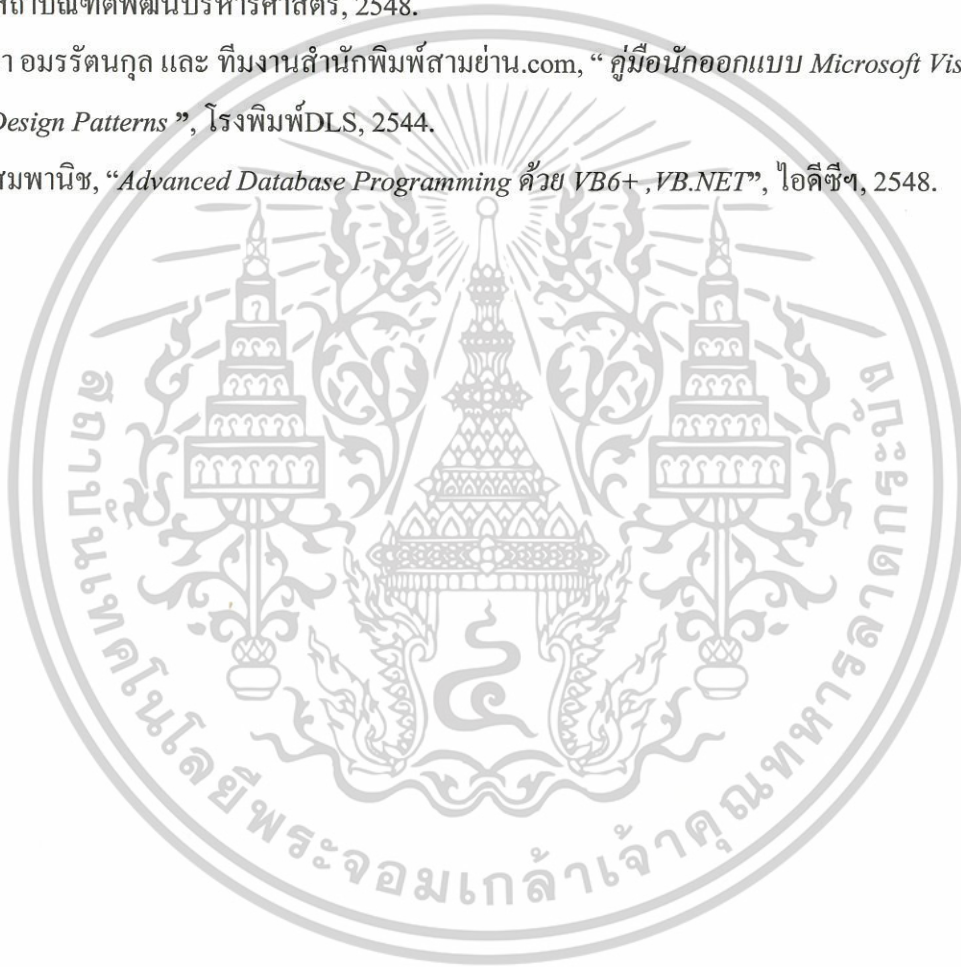 สถาบันบัณฑิตพัฒนบริหารศาสตร์, 2548.
า อมรรัตนกุล และ ทีมงานสำนักพิมพ์สามย่าน.com, “ คู่มือนักออกแบบ Microsoft Vis
Design Patterns ”, โรงพิมพ์DLS, 2544.
สมพานิช, “Advanced Database Programming ด้วย VB6+ ,VB.NET”, ไอดีซีฯ, 2548.
สถาบันเทคโนโลยีพระจอมเกล้าเจ้าคุณทหารลาดกระบัง
๔